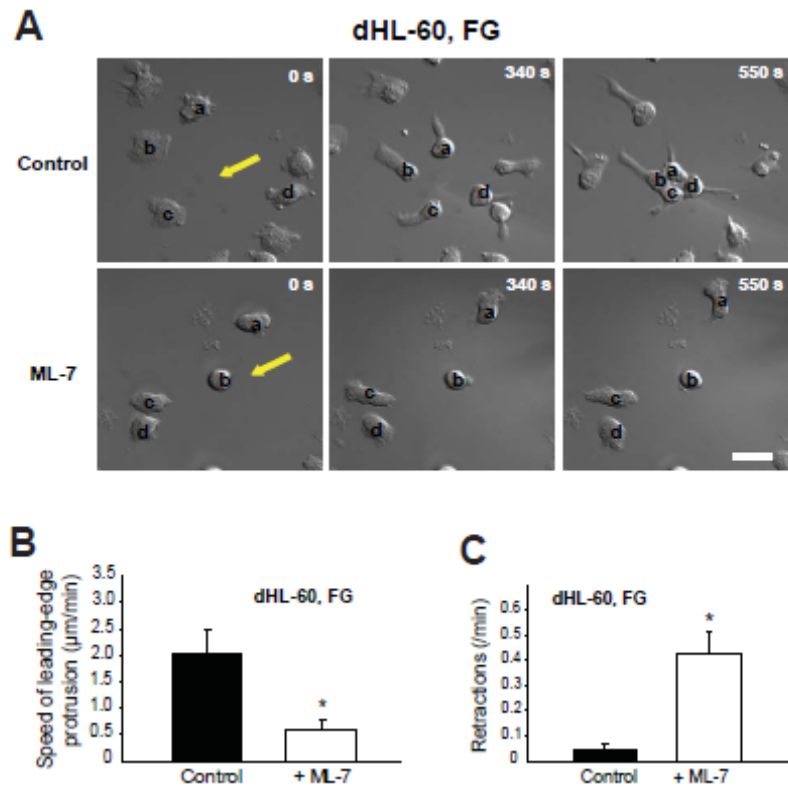 A
dHL-60, FG
Control
0 s
a
b
c
d
340 s
a
b
c
d
550 s
a
b
c
d
ML-7
0 s
a
b
c
d
340 s
a
b
c
d
550 s
a
b
c
d
B
Speed of leading-edge
protrusion (µm/min)
3.5
3.0
2.5
2.0
1.5
1.0
0.5
0
dHL-60, FG
*
Control
+ ML-7
C
Retractions (/min)
0.6
0.5
0.4
0.3
0.2
0.1
0
dHL-60, FG
*
Control
+ ML-7